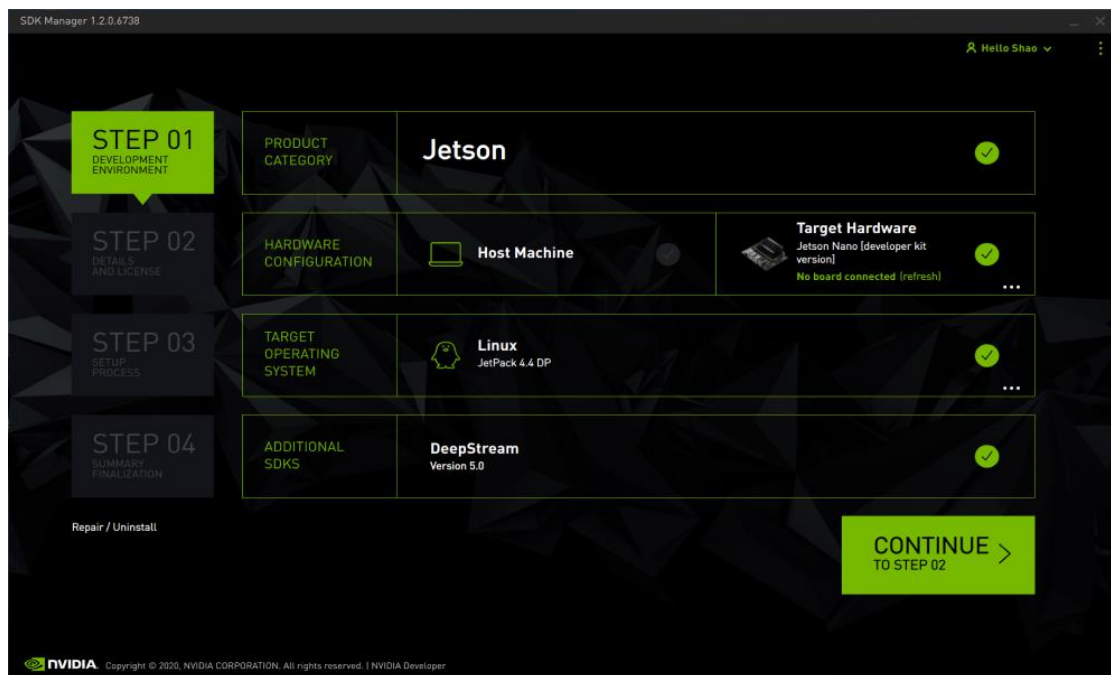 SDK Manager 1.2.0.6738
Hello Shao
STEP 01
DEVELOPMENT
ENVIRONMENT
PRODUCT
CATEGORY
Jetson
STEP 02
DETAILS
AND LICENSE
HARDWARE
CONFIGURATION
Host Machine
Target Hardware
Jetson Nano [developer kit
version]
No board connected (refresh)
...
STEP 03
SETUP
PROCESS
TARGET
OPERATING
SYSTEM
Linux
JetPack 4.4 DP
...
STEP 04
SUMMARY
FINALIZATION
ADDITIONAL
SDKS
DeepStream
Version 5.0
Repair / Uninstall
CONTINUE
TO STEP 02
NVIDIA. Copyright © 2020, NVIDIA CORPORATION. All rights reserved. | NVIDIA Developer